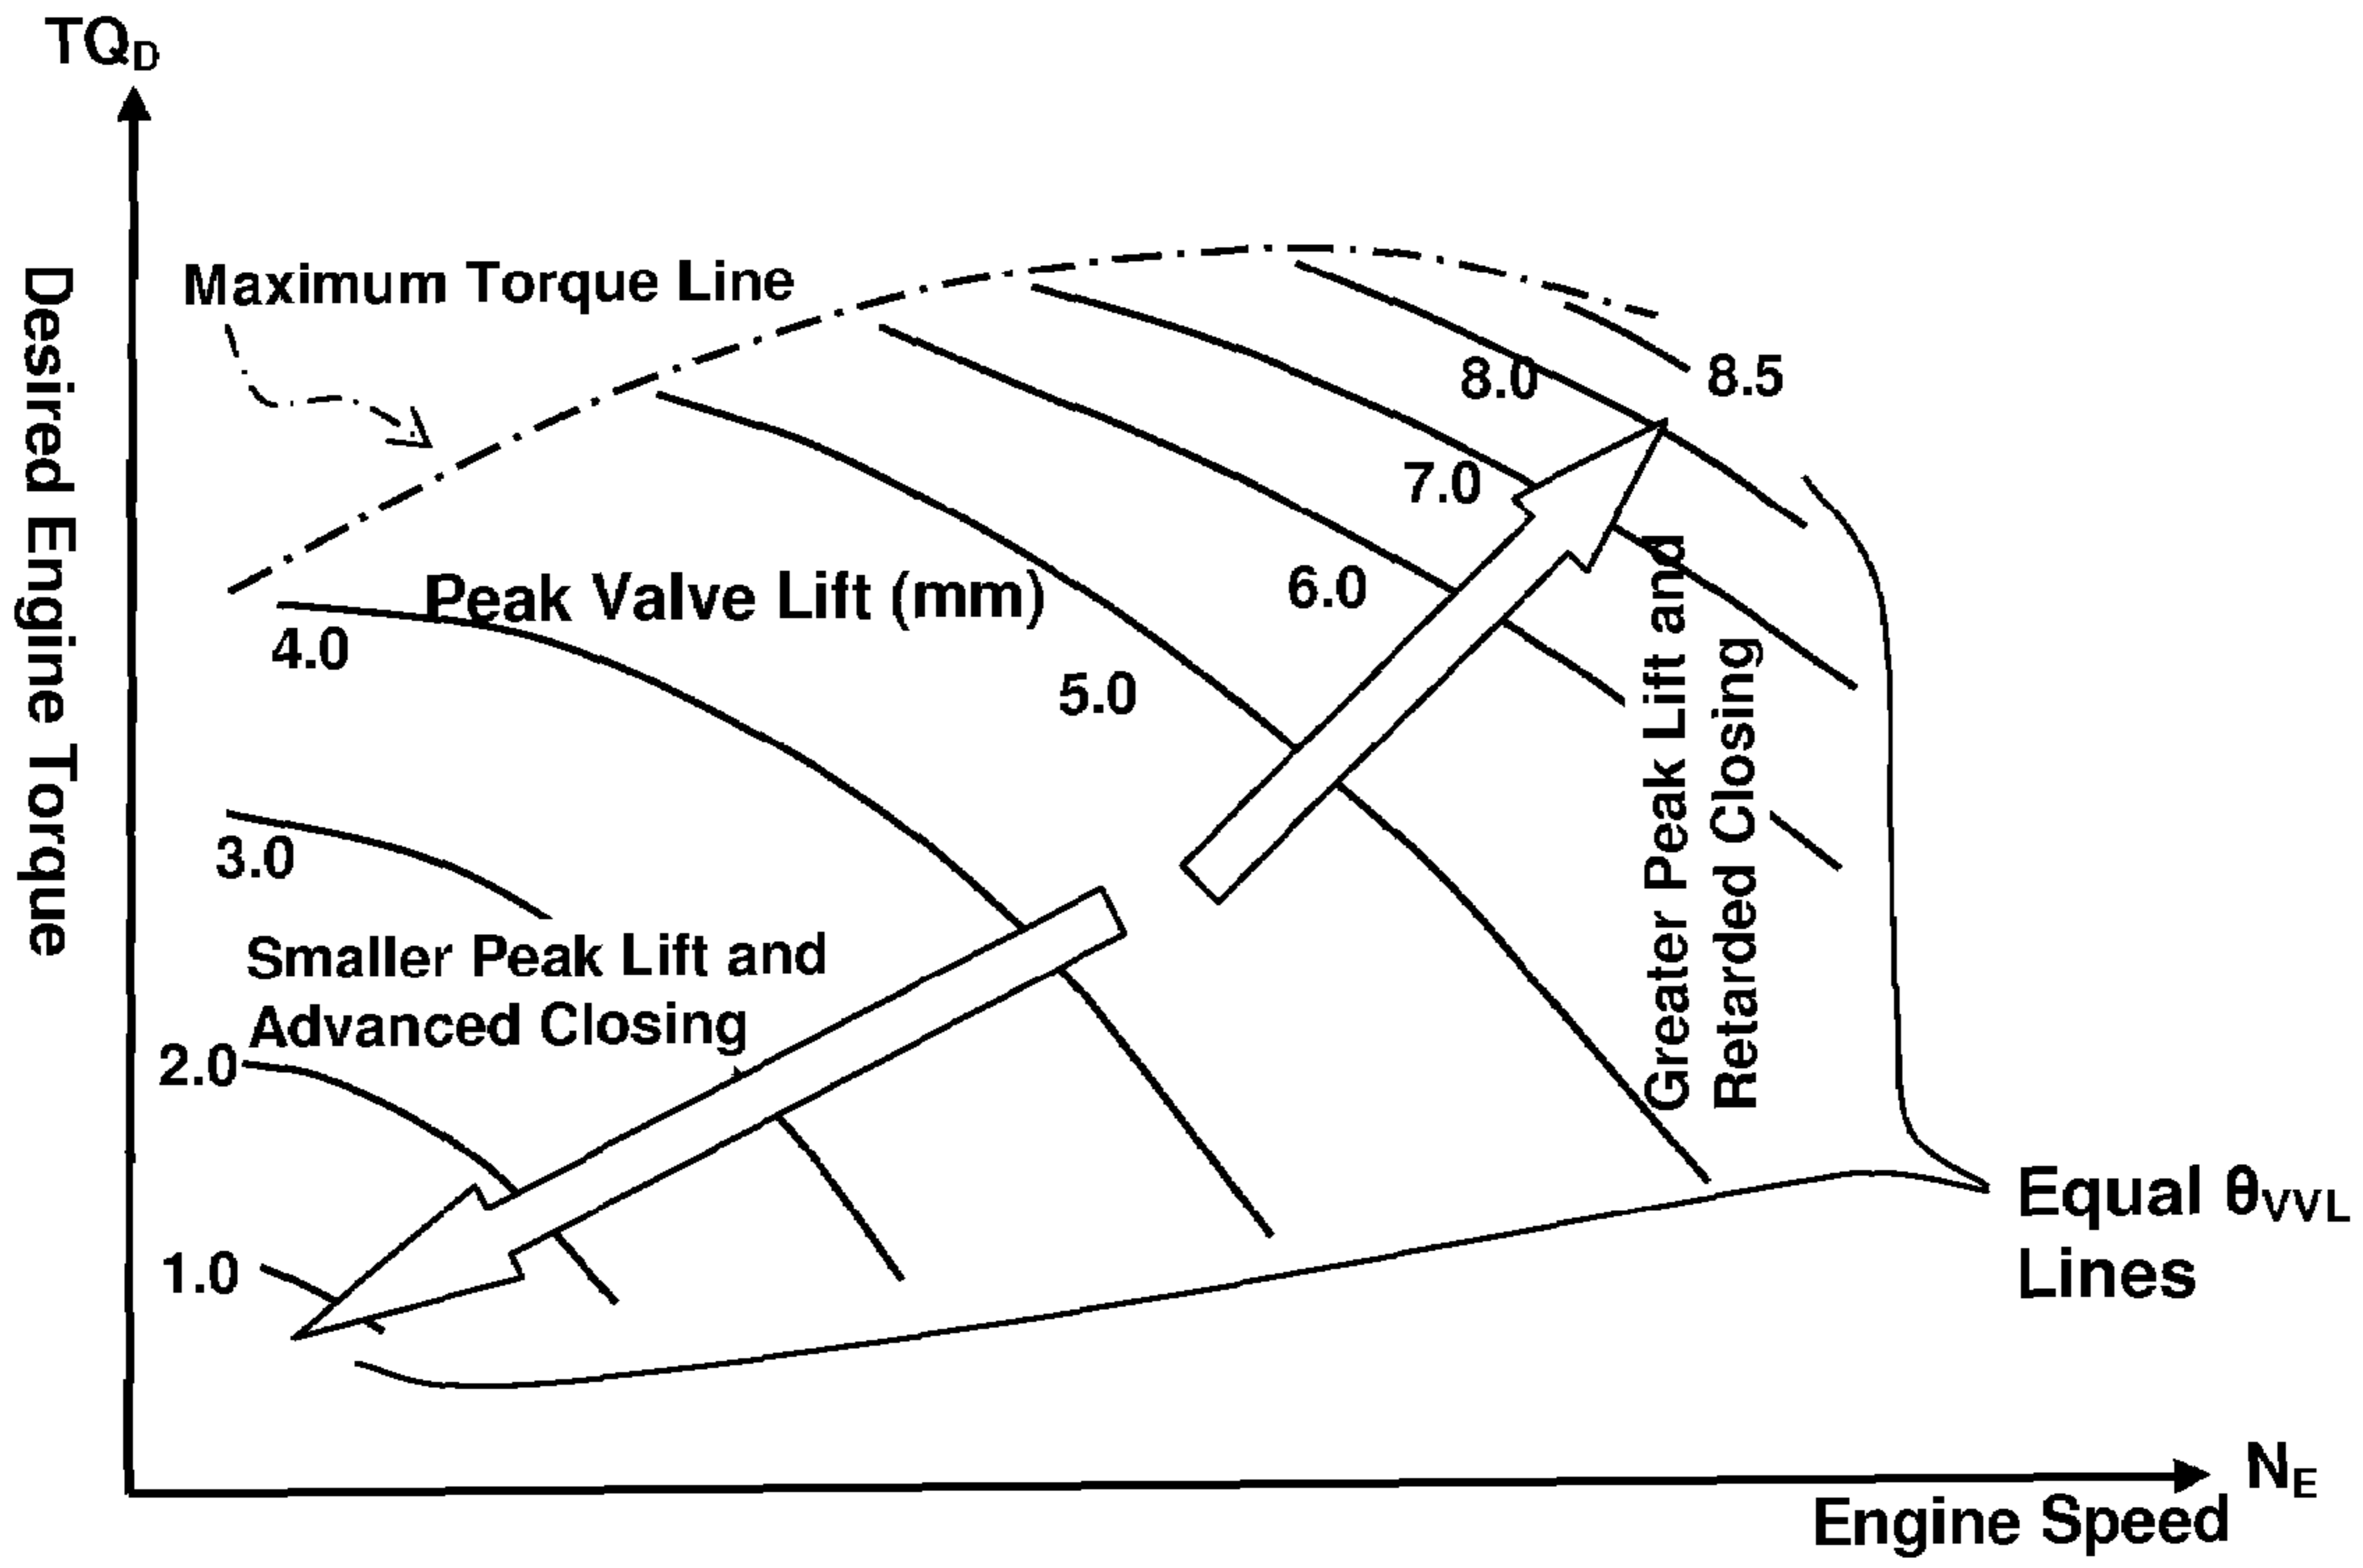 TQD
Desired Engine Torque
Maximum Torque Line
8.0
8.5
7.0
6.0
Peak Valve Lift (mm)
4.0
5.0
3.0
Greater Peak Lift and
Retarded Closing
Smaller Peak Lift and
Advanced Closing
2.0
1.0
Equal θVVL
Lines
NE
Engine Speed